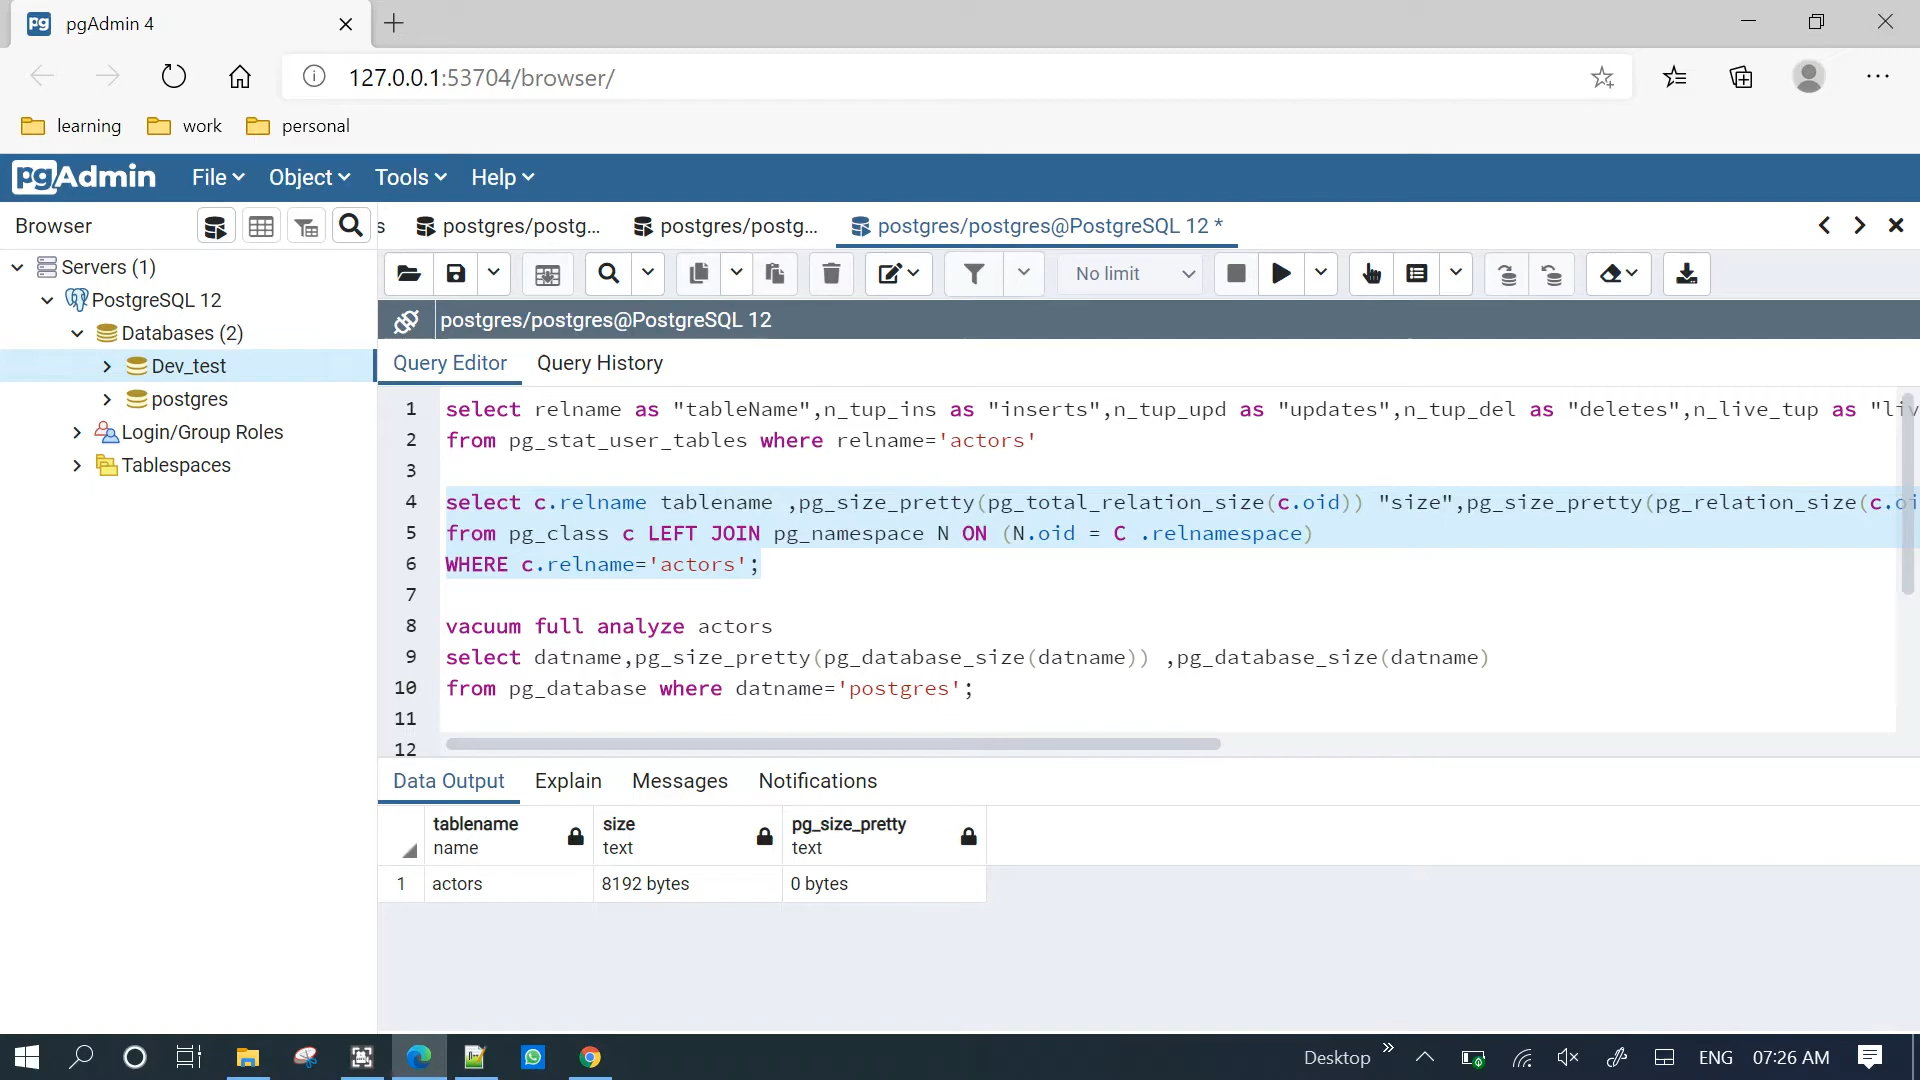 pgAdmin 4
127.0.0.1:53704/browser/
learning
work
personal
pgAdmin
File
Object
Tools
Help
Browser
s
postgres/postg...
postgres/postg...
postgres/postgres@PostgreSQL 12 *
Servers (1)
PostgreSQL 12
Databases (2)
Dev_test
postgres
Login/Group Roles
Tablespaces
No limit
postgres/postgres@PostgreSQL 12
Query Editor
Query History
1 select relname as "tableName",n_tup_ins as "inserts",n_tup_upd as "updates",n_tup_del as "deletes",n_live_tup as "liv
2 from pg_stat_user_tables where relname='actors'
3
4 select c.relname tablename ,pg_size_pretty(pg_total_relation_size(c.oid)) "size",pg_size_pretty(pg_relation_size(c.oi
5 from pg_class c LEFT JOIN pg_namespace N ON (N.oid = C .relnamespace)
6 WHERE c.relname='actors';
7
8 vacuum full analyze actors
9 select datname,pg_size_pretty(pg_database_size(datname)) ,pg_database_size(datname)
10 from pg_database where datname='postgres';
11
12
Data Output
Explain
Messages
Notifications
tablename
name
size
text
pg_size_pretty
text
1 actors 8192 bytes 0 bytes
Desktop
ENG
07:26 AM